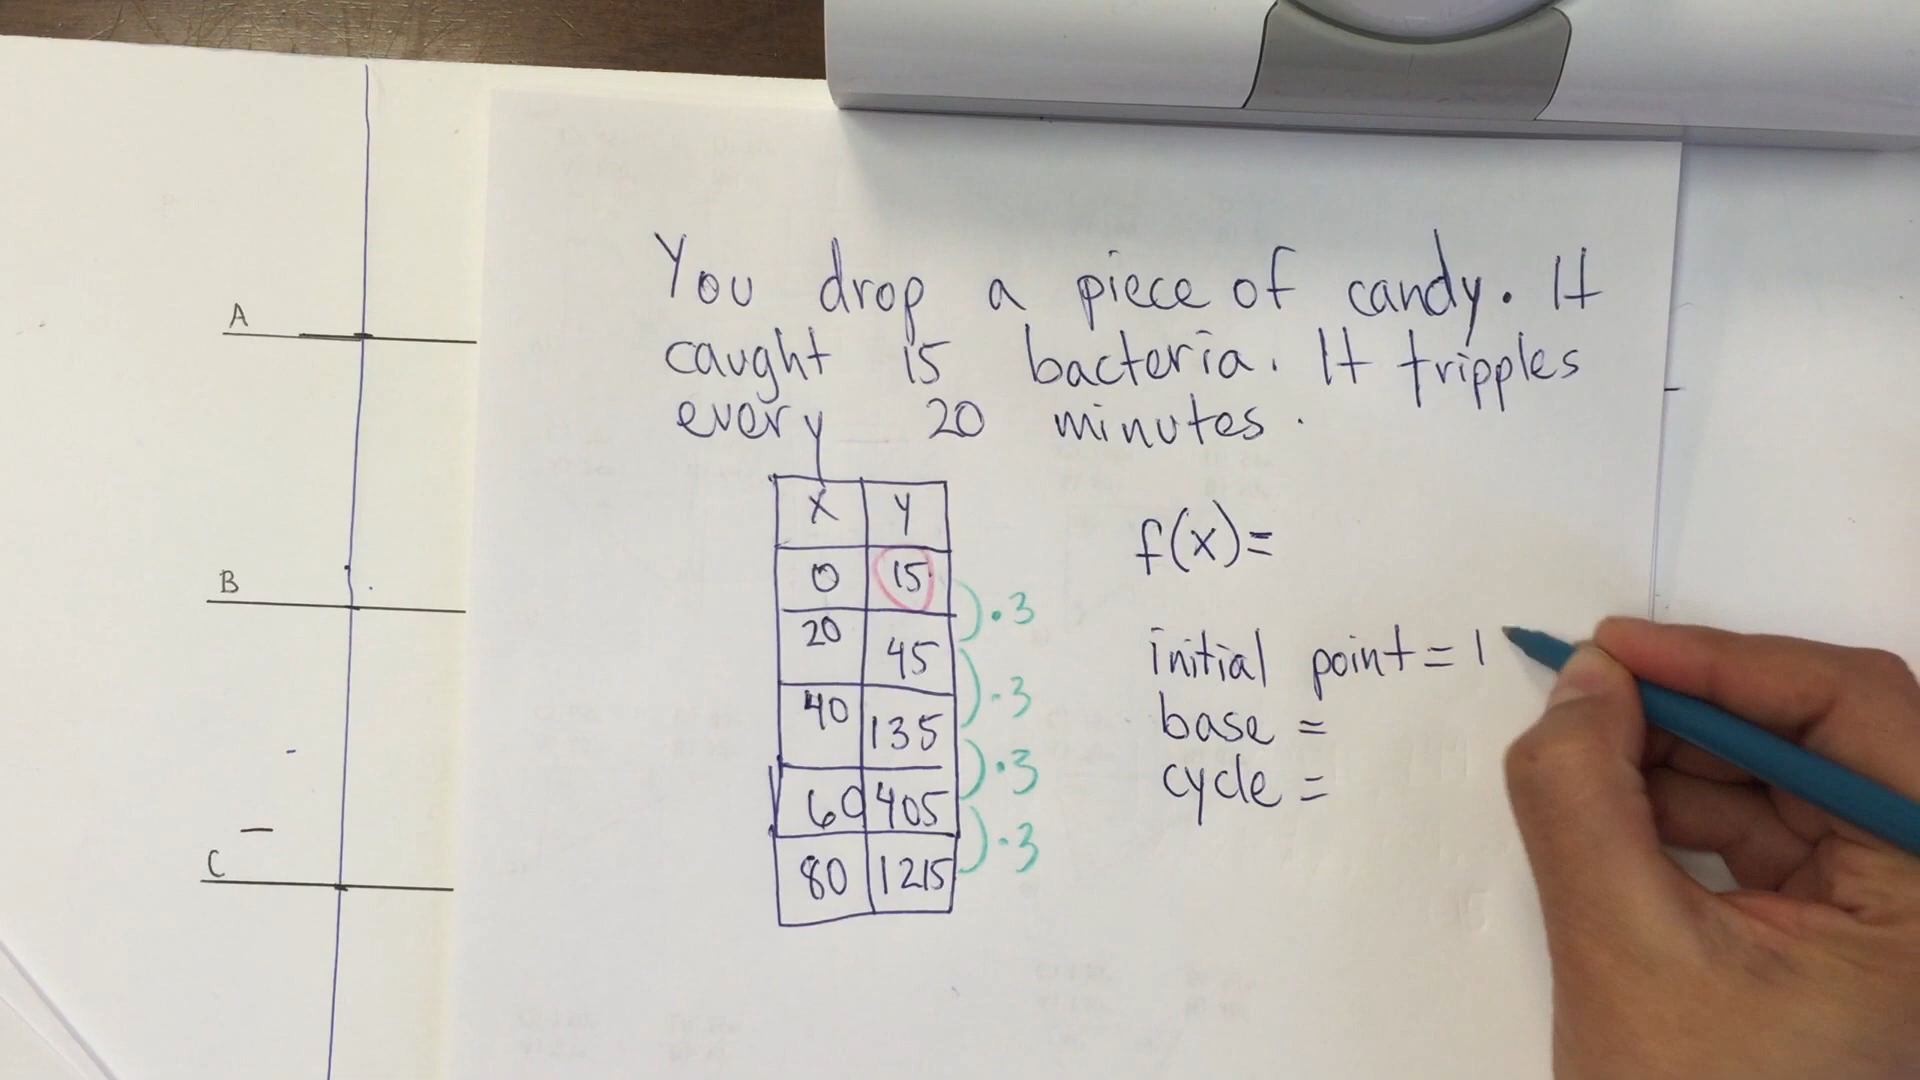 You drop a piece of candy. It
caught 15 bacteria. It tripples
every 20 minutes.
X Y
0 15
20 45
40 135
60 405
80 1215
·3
·3
·3
·3
f(x)=
initial point = 1
base =
cycle =
A
B
C